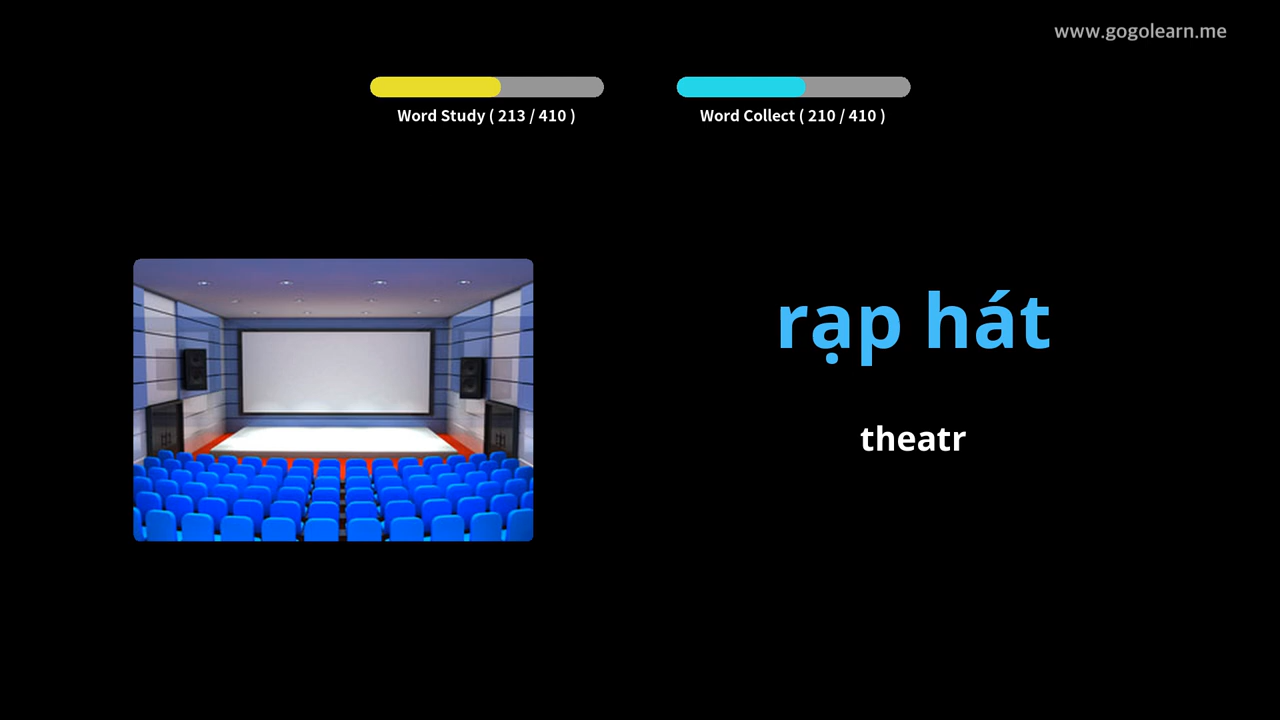 www.gogolearn.me
Word Study ( 213 / 410 )
Word Collect ( 210 / 410 )
rạp hát
theatr